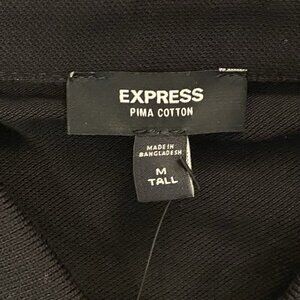 EXPRESS
PIMA COTTON
MADE IN
BANGLADESH
M
TALL